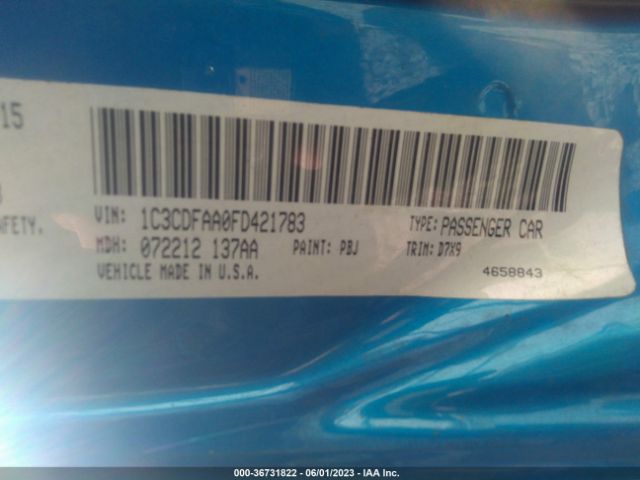 15
AFETY.
VIN: 1C3CDFAA0FD421783 TYPE: PASSENGER CAR
MDH: 072212 137AA PAINT: PBJ TRIM: D7X9
VEHICLE MADE IN U.S.A. 4658843
000-36731822 - 06/01/2023 - IAA Inc.